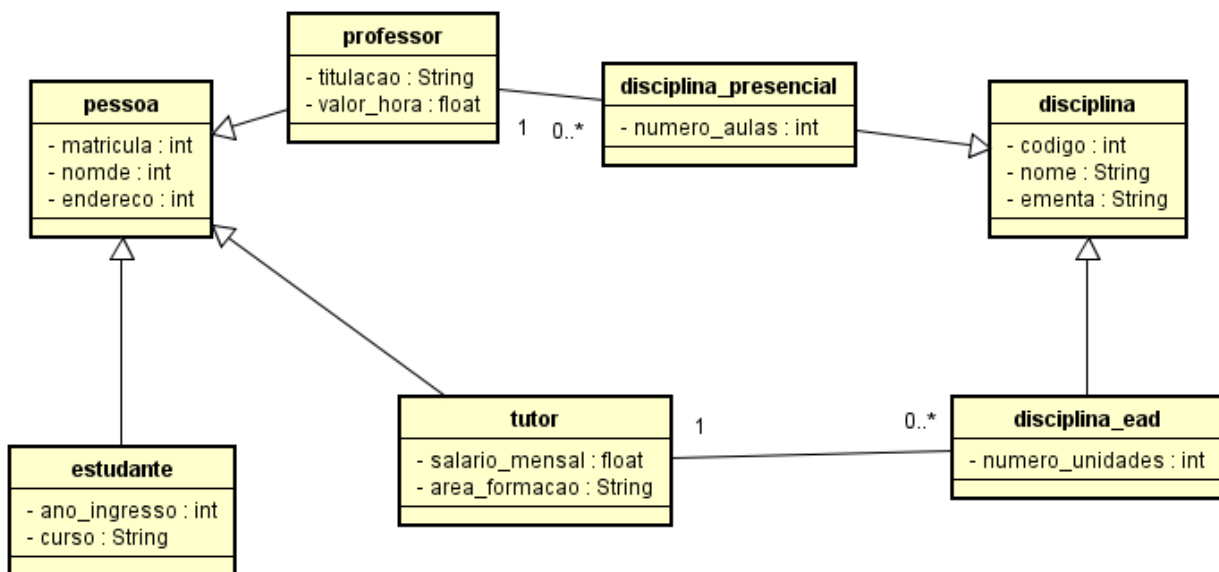 professor
- titulacao : String
- valor_hora : float
pessoa
- matricula : int
- nomde : int
- endereco : int
disciplina_presencial
- numero_aulas : int
disciplina
- codigo : int
- nome : String
- ementa : String
1
0..*
estudante
- ano_ingresso : int
- curso : String
tutor
- salario_mensal : float
- area_formacao : String
1
0..*
disciplina_ead
- numero_unidades : int